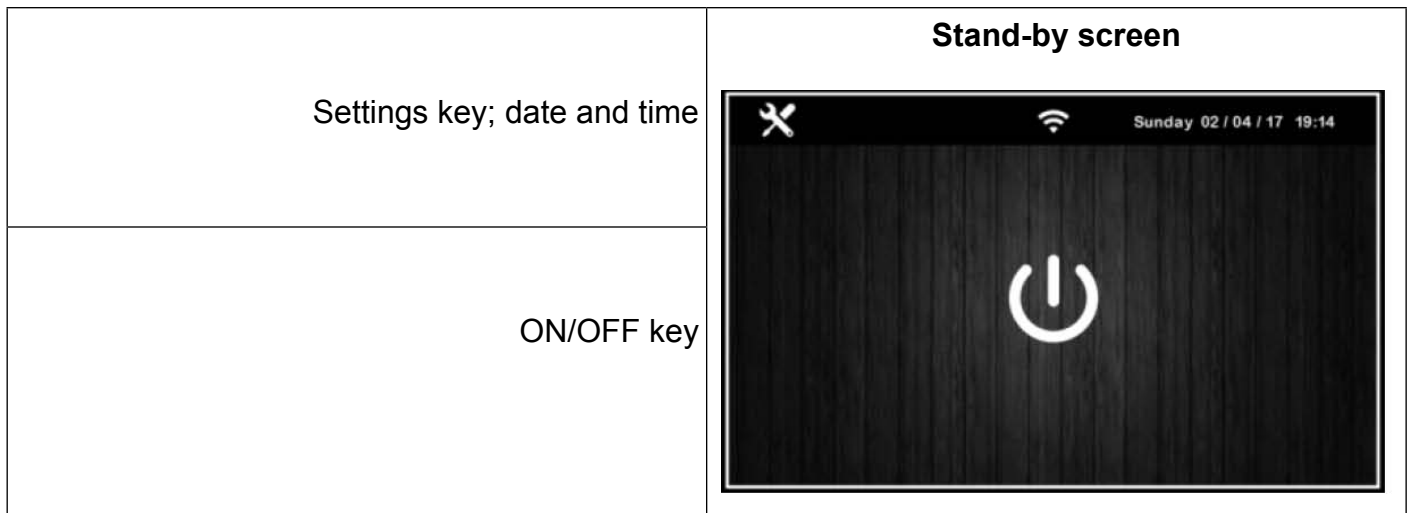 Stand-by screen
Settings key; date and time
Sunday 02 / 04 / 17 19:14
ON/OFF key